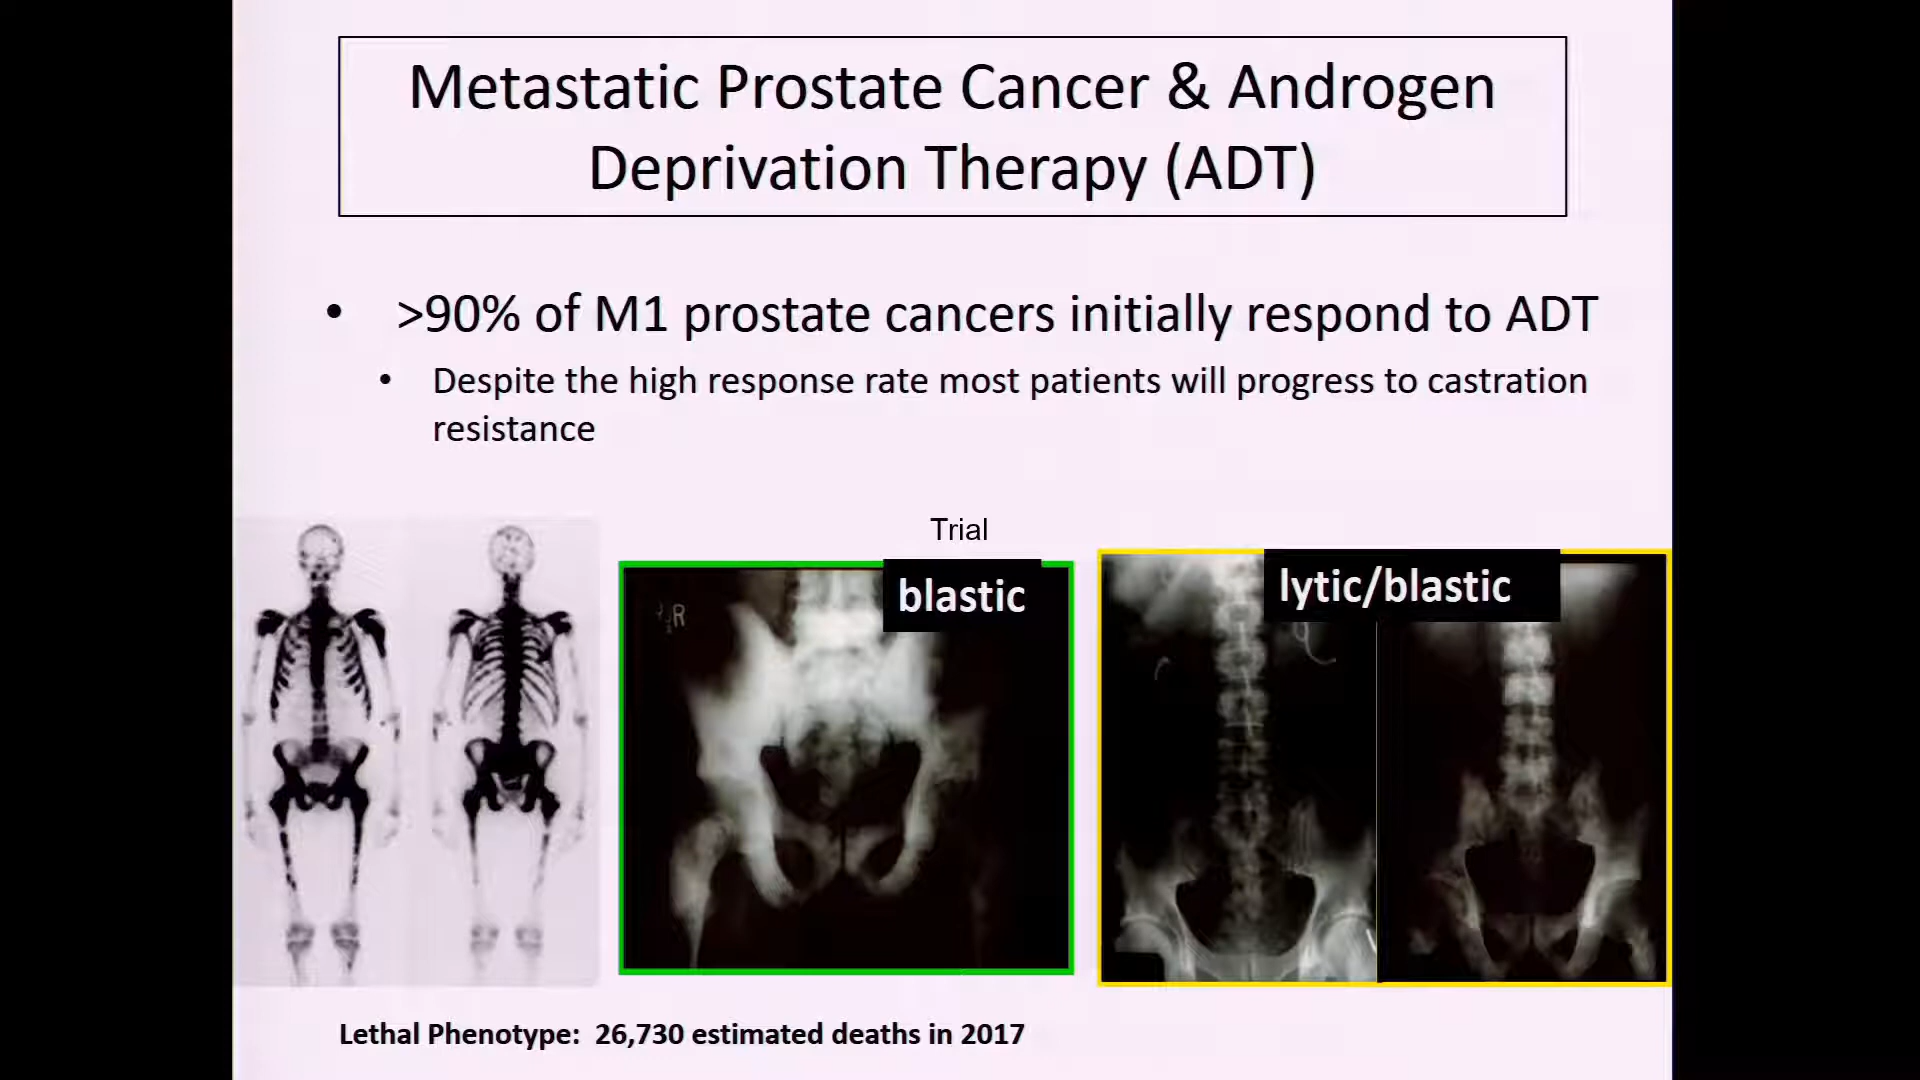 Metastatic Prostate Cancer & Androgen
Deprivation Therapy (ADT)
• >90% of M1 prostate cancers initially respond to ADT
• Despite the high response rate most patients will progress to castration
resistance
Trial
blastic
lytic/blastic
R
Lethal Phenotype: 26,730 estimated deaths in 2017